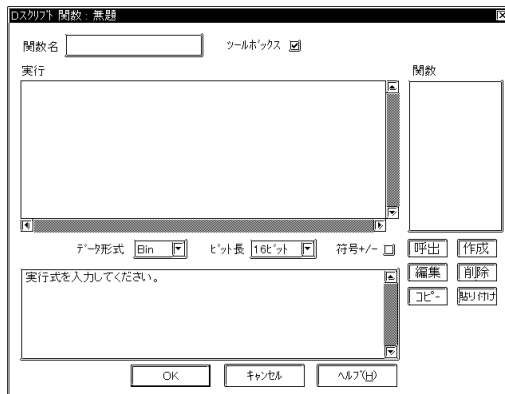 Dｽｸﾘﾌﾟﾄ 関数 : 無題
関数名 ﾂｰﾙﾎﾞｯｸｽ
実行 関数
ﾃﾞｰﾀ形式 Bin ﾋﾞｯﾄ長 16ﾋﾞｯﾄ 符号+/-
呼出 作成
実行式を入力してください。
編集 削除
ｺﾋﾟｰ 貼り付け
OK ｷｬﾝｾﾙ ﾍﾙﾌﾟ(H)